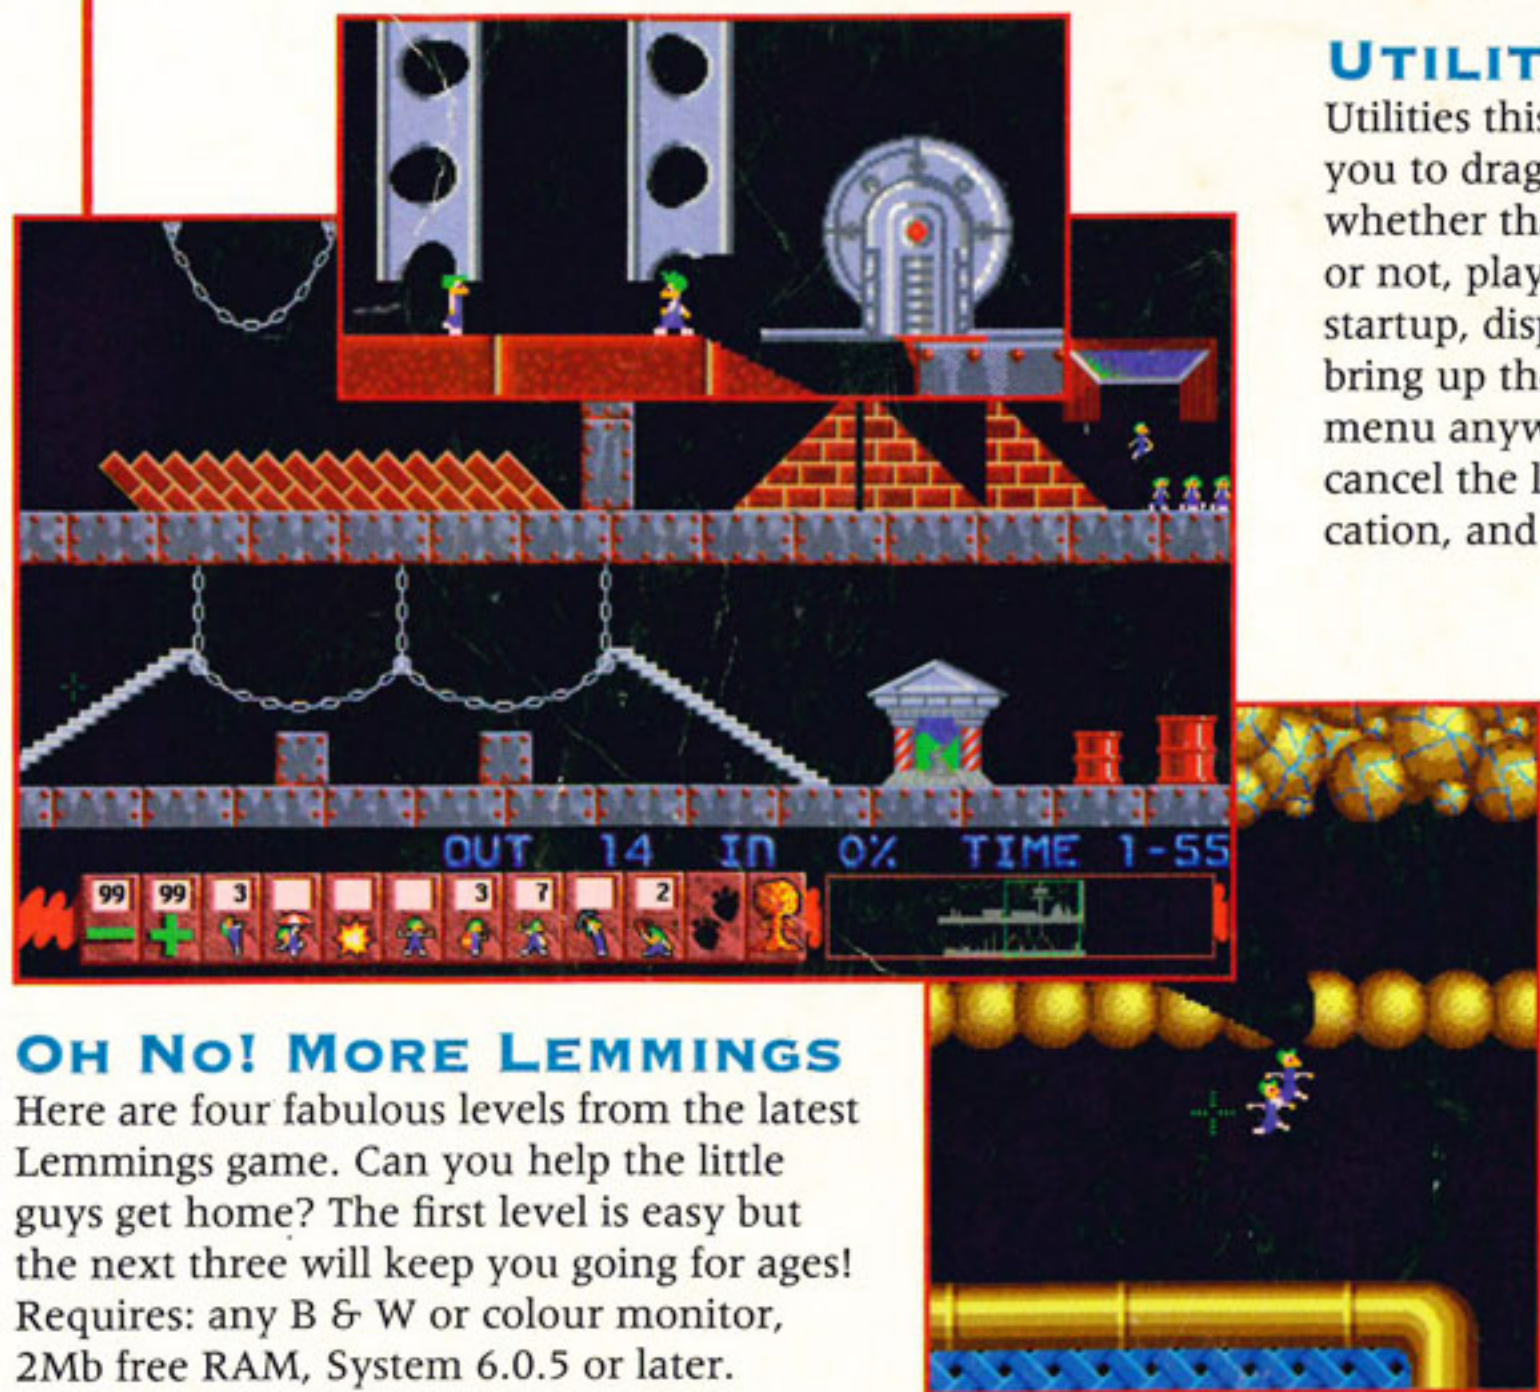 UTILIT
Utilities this
you to drag
whether th
or not, play
startup, disp
bring up th
menu anyw
cancel the l
cation, and
OUT 14 IN 0% TIME 1-55
99 99 3 3 7 2
OH NO! MORE LEMMINGS
Here are four fabulous levels from the latest
Lemmings game. Can you help the little
guys get home? The first level is easy but
the next three will keep you going for ages!
Requires: any B & W or colour monitor,
2Mb free RAM, System 6.0.5 or later.